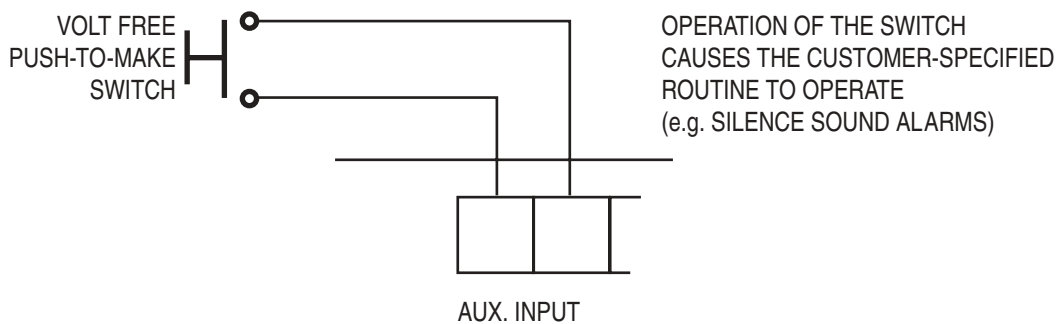 VOLT FREE
PUSH-TO-MAKE
SWITCH
OPERATION OF THE SWITCH
CAUSES THE CUSTOMER-SPECIFIED
ROUTINE TO OPERATE
(e.g. SILENCE SOUND ALARMS)
AUX. INPUT